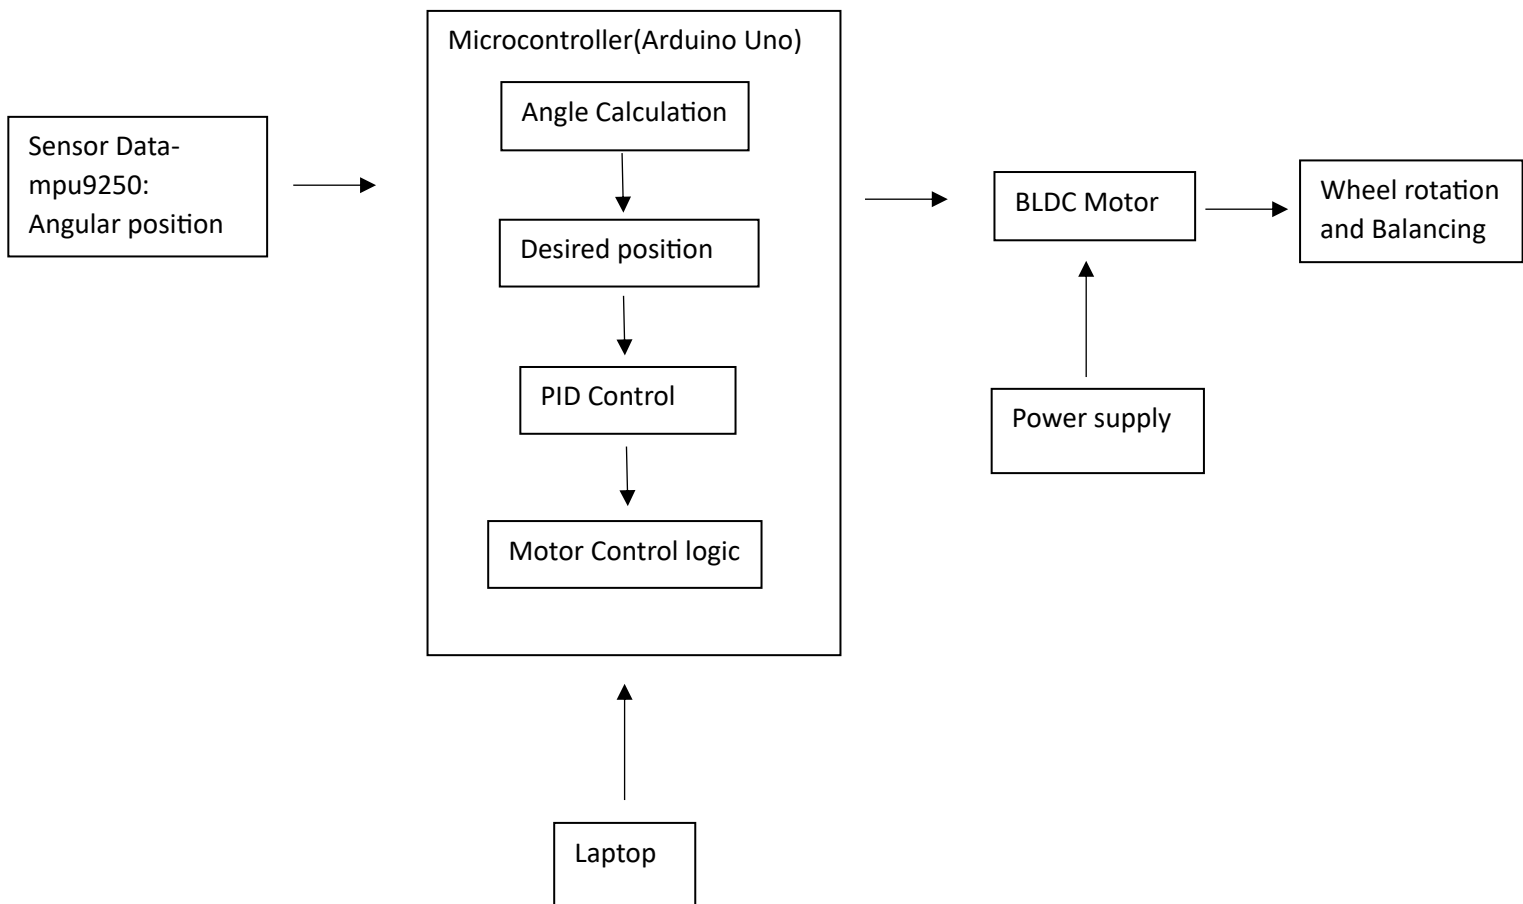 Microcontroller(Arduino Uno)
Angle Calculation
Sensor Data-
mpu9250:
Angular position
Desired position
PID Control
Motor Control logic
BLDC Motor
Wheel rotation
and Balancing
Power supply
Laptop